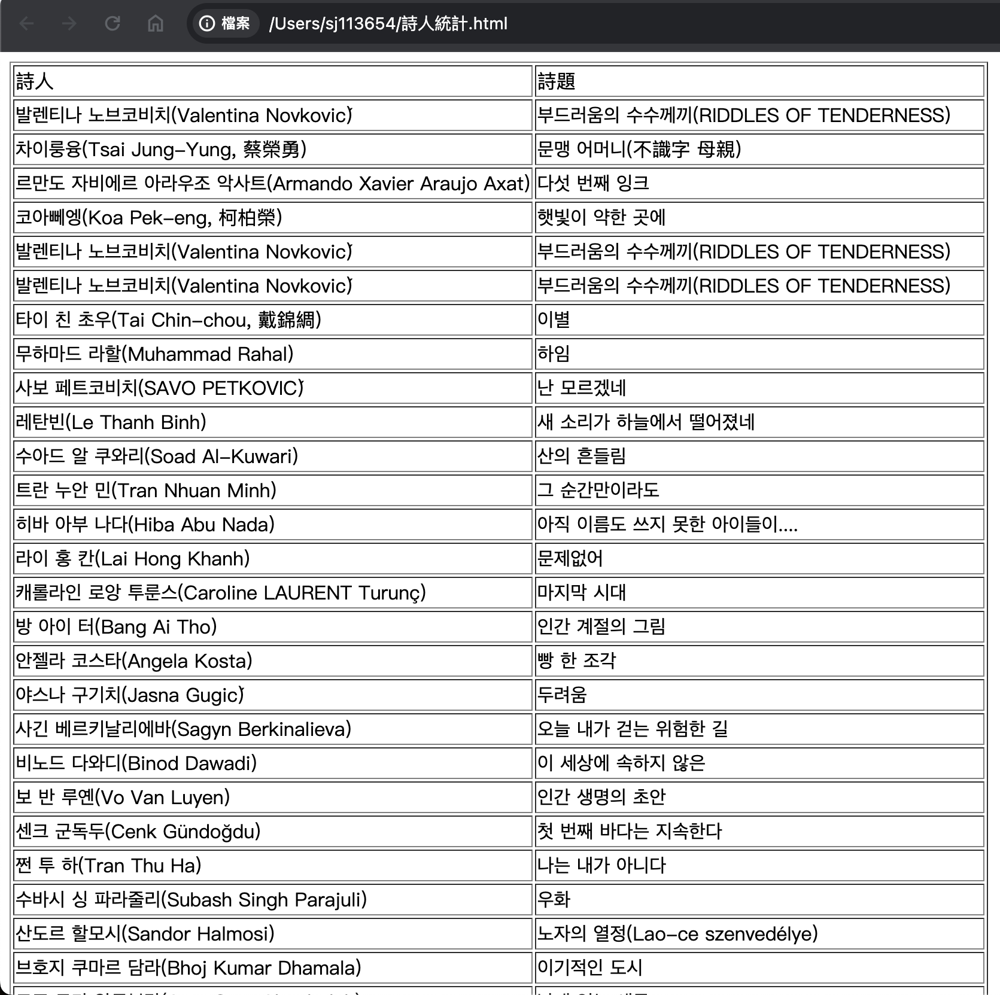 檔案 /Users/sj113654/詩人統計.html
詩人 詩題
발렌티나 노브코비치(Valentina Novkovic)̌ 부드러움의 수수께끼(RIDDLES OF TENDERNESS)
차이룽융(Tsai Jung-Yung, 蔡榮勇) 문맹 어머니(不識字 母親)
르만도 자비에르 아라우조 악사트(Armando Xavier Araujo Axat) 다섯 번째 잉크
코아뻬엥(Koa Pek-eng, 柯柏榮) 햇빛이 약한 곳에
발렌티나 노브코비치(Valentina Novkovic)̌ 부드러움의 수수께끼(RIDDLES OF TENDERNESS)
발렌티나 노브코비치(Valentina Novkovic)̌ 부드러움의 수수께끼(RIDDLES OF TENDERNESS)
타이 친 초우(Tai Chin-chou, 戴錦綢) 이별
무하마드 라할(Muhammad Rahal) 하임
사보 페트코비치(SAVO PETKOVIC)̌ 난 모르겠네
레탄빈(Le Thanh Binh) 새 소리가 하늘에서 떨어졌네
수아드 알 쿠와리(Soad Al-Kuwari) 산의 흔들림
트란 누안 민(Tran Nhuan Minh) 그 순간만이라도
히바 아부 나다(Hiba Abu Nada) 아직 이름도 쓰지 못한 아이들이....
라이 홍 칸(Lai Hong Khanh) 문제없어
캐롤라인 로앙 투룬스(Caroline LAURENT Turunç) 마지막 시대
방 아이 터(Bang Ai Tho) 인간 계절의 그림
안젤라 코스타(Angela Kosta) 빵 한 조각
야스나 구기치(Jasna Gugic)̌ 두려움
사긴 베르키날리에바(Sagyn Berkinalieva) 오늘 내가 걷는 위험한 길
비노드 다와디(Binod Dawadi) 이 세상에 속하지 않은
보 반 루옌(Vo Van Luyen) 인간 생명의 초안
센크 군독두(Cenk Gündoğdu) 첫 번째 바다는 지속한다
쩐 투 하(Tran Thu Ha) 나는 내가 아니다
수바시 싱 파라줄리(Subash Singh Parajuli) 우화
산도르 할모시(Sandor Halmosi) 노자의 열정(Lao-ce szenvedélye)
브호지 쿠마르 담라(Bhoj Kumar Dhamala) 이기적인 도시